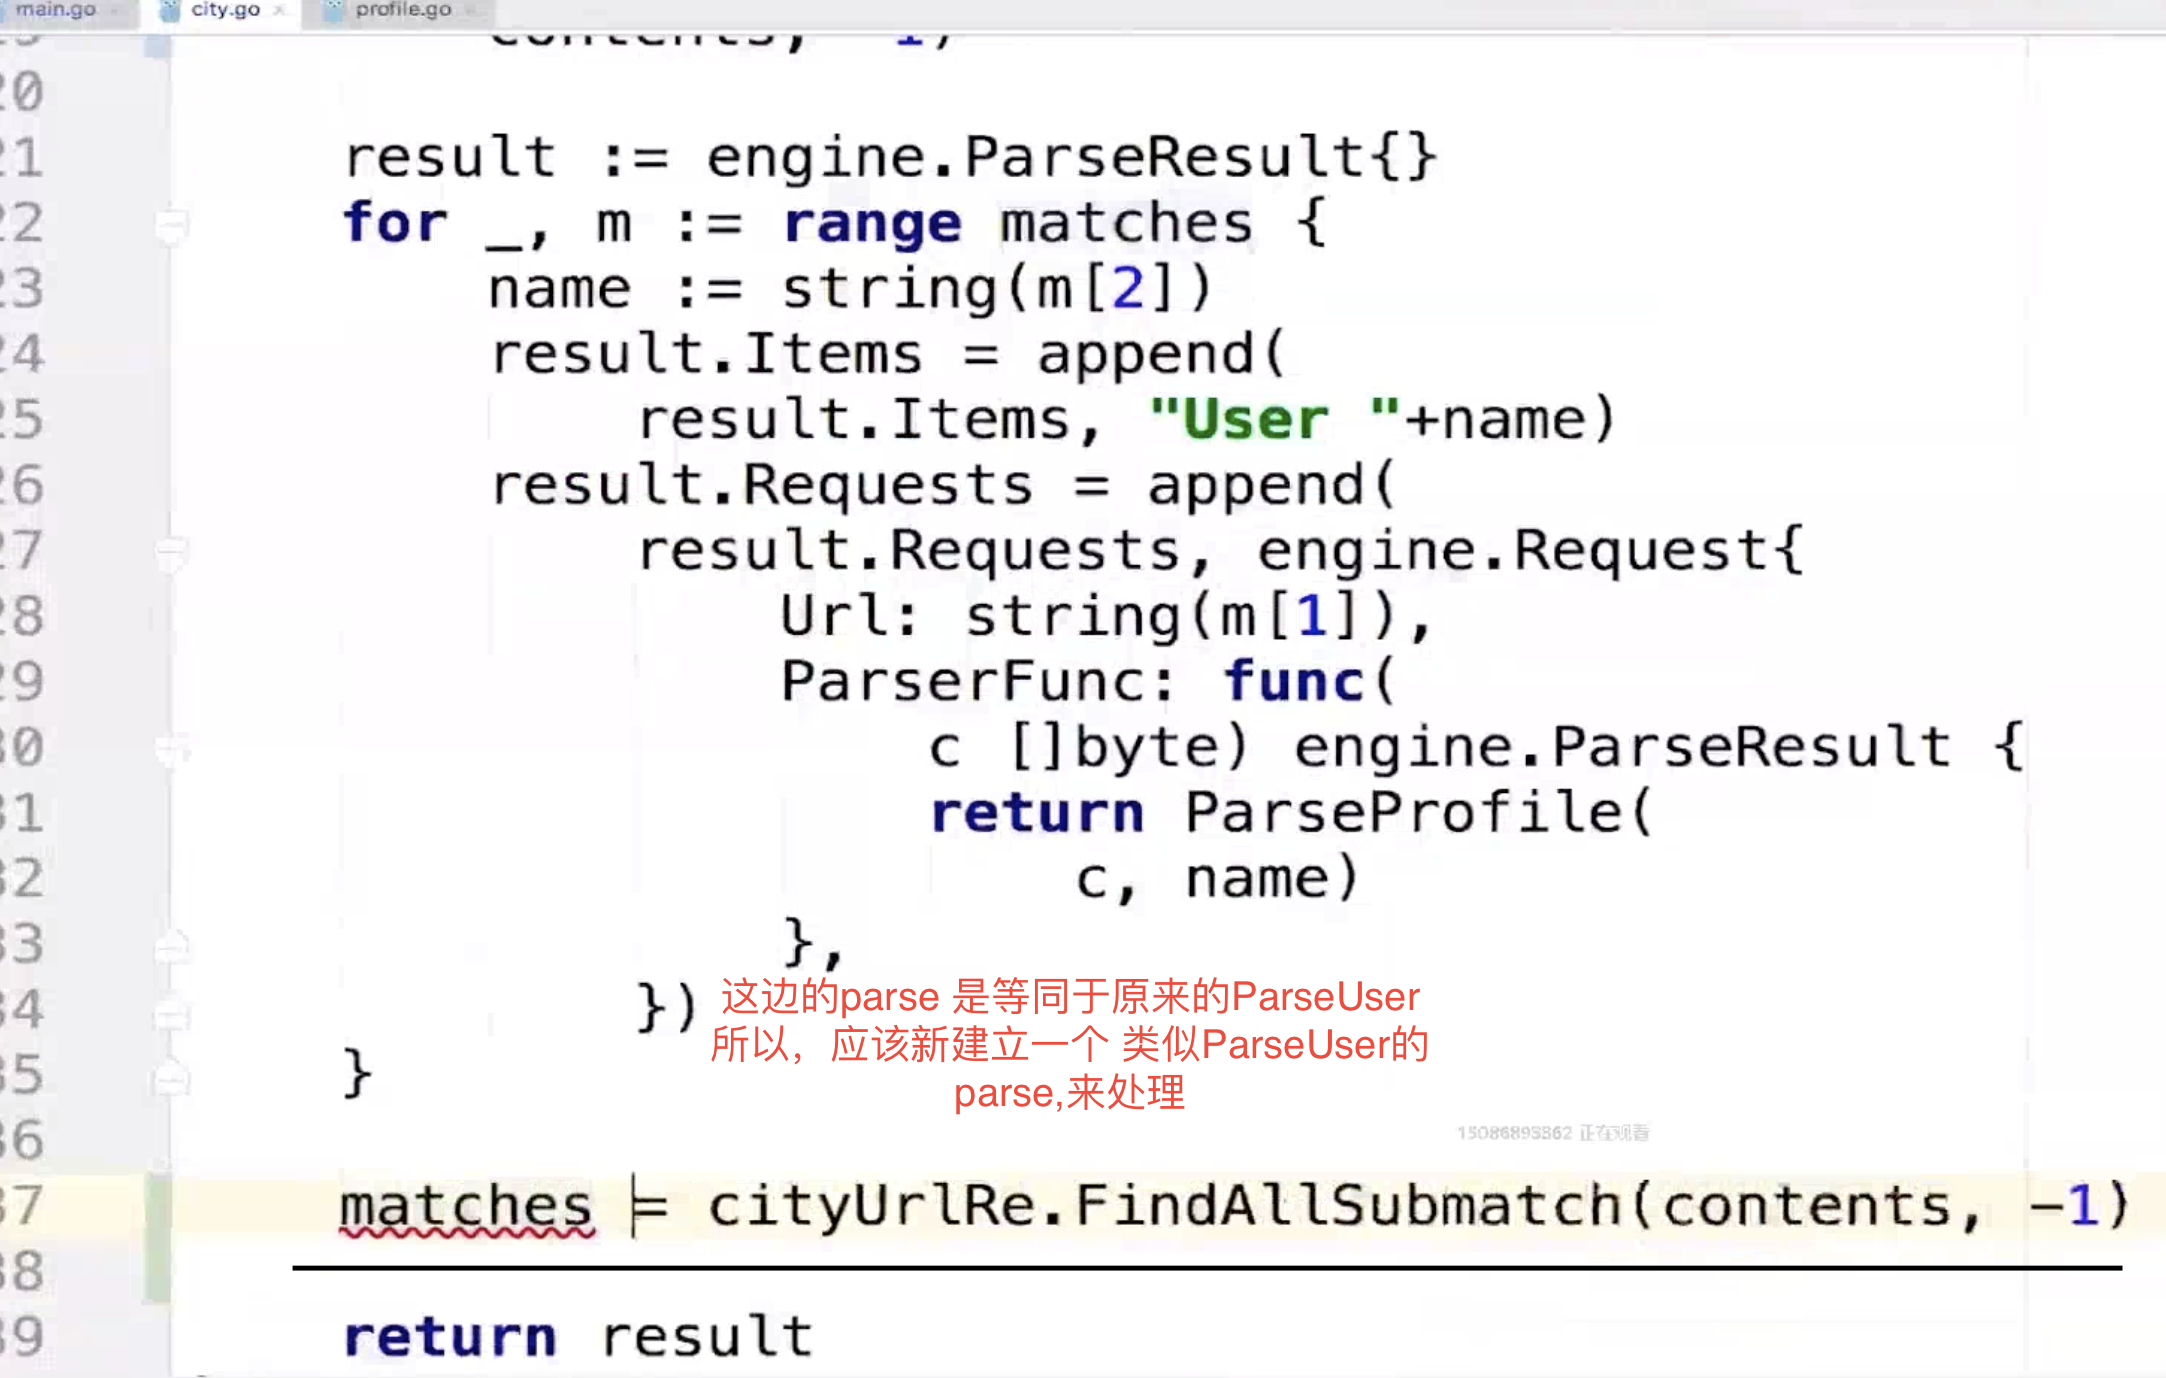 main.go city.go profile.go
contents, -1)
20
21 result := engine.ParseResult{}
22 for _, m := range matches {
23 name := string(m[2])
24 result.Items = append(
25 result.Items, "User "+name)
26 result.Requests = append(
27 result.Requests, engine.Request{
28 Url: string(m[1]),
29 ParserFunc: func(
30 c []byte) engine.ParseResult {
31 return ParseProfile(
32 c, name)
33 },
34 })
这边的parse 是等同于原来的ParseUser
所以，应该新建立一个 类似ParseUser的
parse,来处理
35 }
36
15086893362 正在观看
37 matches = cityUrlRe.FindAllSubmatch(contents, -1)
38
39 return result